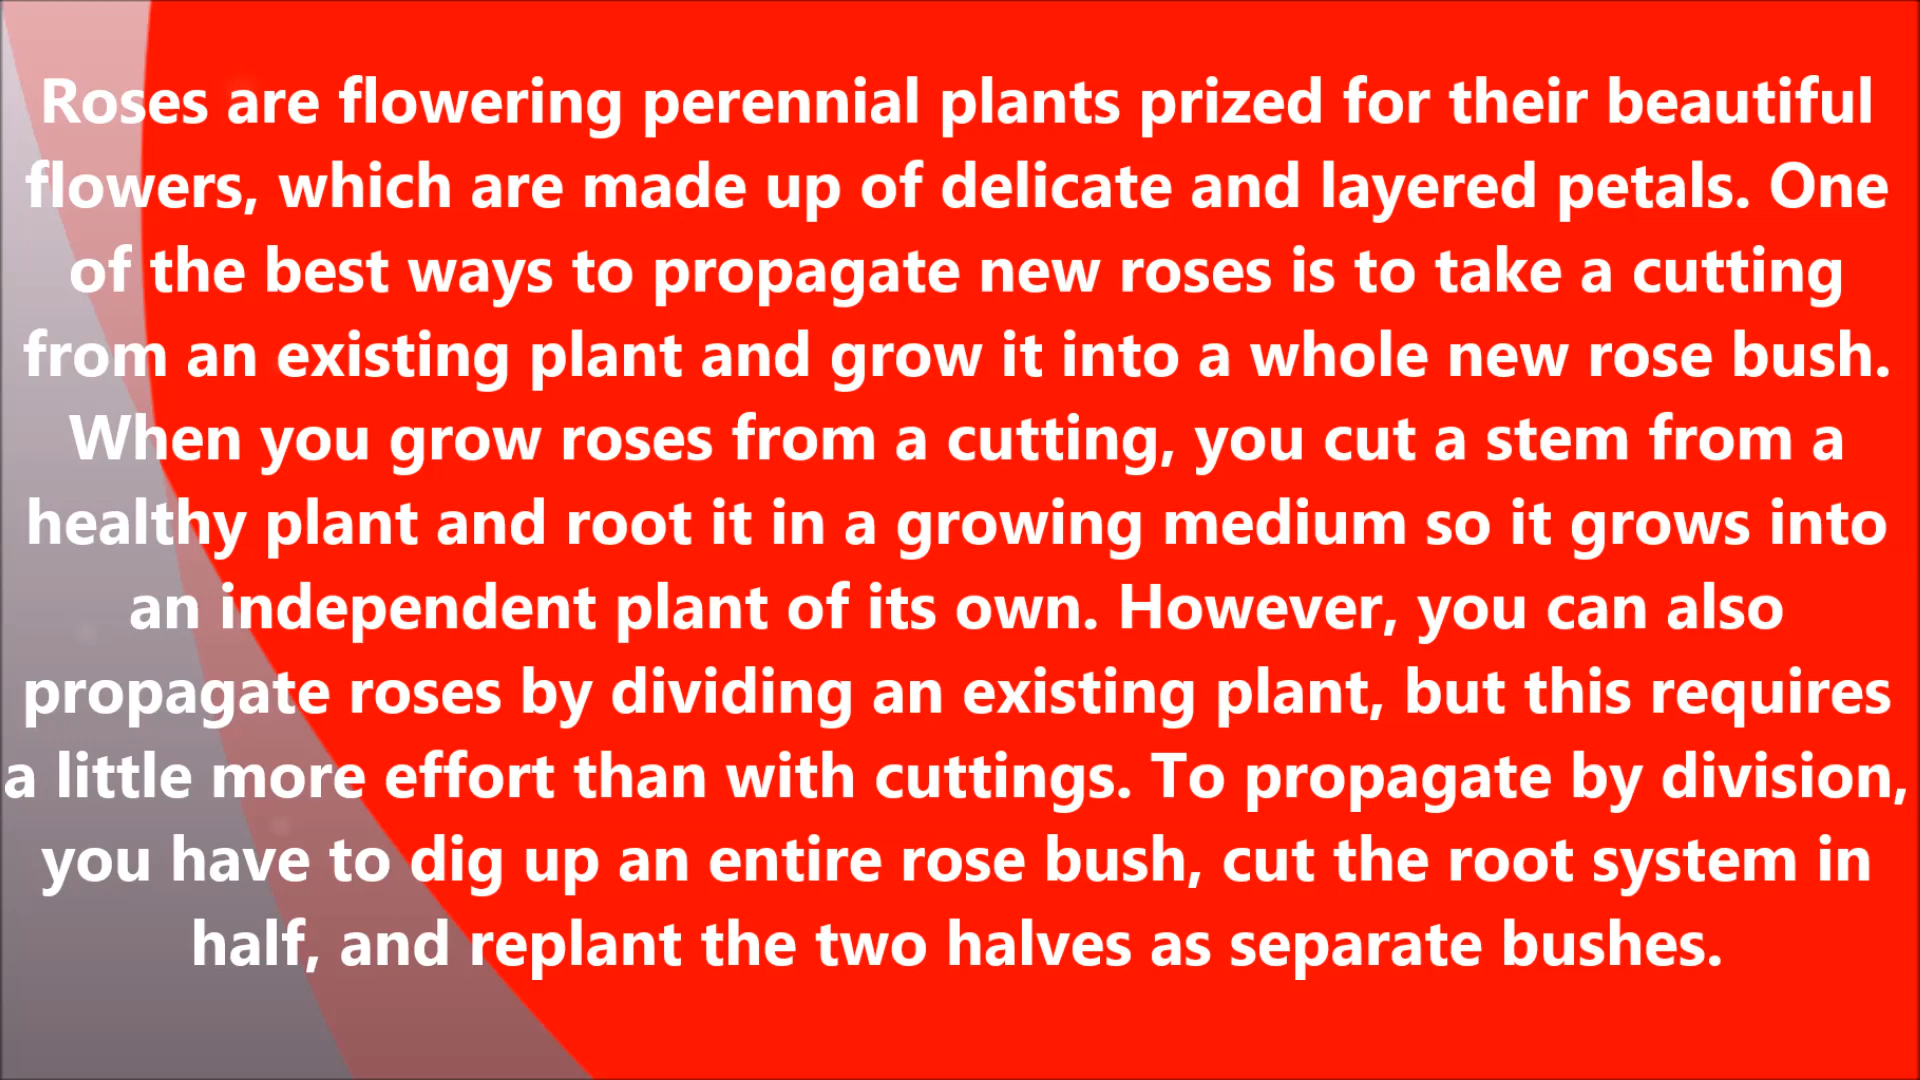 Roses are flowering perennial plants prized for their beautiful
flowers, which are made up of delicate and layered petals. One
of the best ways to propagate new roses is to take a cutting
from an existing plant and grow it into a whole new rose bush.
When you grow roses from a cutting, you cut a stem from a
healthy plant and root it in a growing medium so it grows into
an independent plant of its own. However, you can also
propagate roses by dividing an existing plant, but this requires
a little more effort than with cuttings. To propagate by division,
you have to dig up an entire rose bush, cut the root system in
half, and replant the two halves as separate bushes.